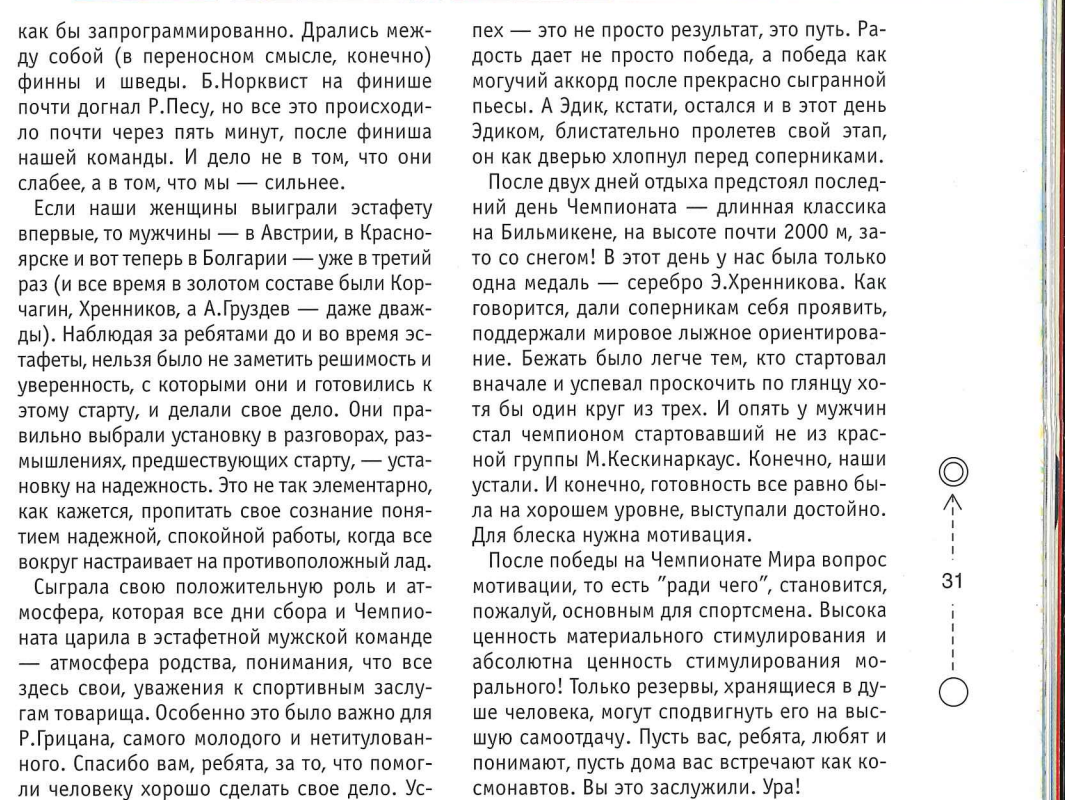 как бы запрограммированно. Дрались меж-
ду собой (в переносном смысле, конечно)
финны и шведы. Б.Норквист на финише
почти догнал Р.Песу, но все это происходи-
ло почти через пять минут, после финиша
нашей команды. И дело не в том, что они
слабее, а в том, что мы — сильнее.
Если наши женщины выиграли эстафету
впервые, то мужчины — в Австрии, в Красно-
ярске и вот теперь в Болгарии — уже в третий
раз (и все время в золотом составе были Кор-
чагин, Хренников, а А.Груздев — даже дваж-
ды). Наблюдая за ребятами до и во время эс-
тафеты, нельзя было не заметить решимость и
уверенность, с которыми они и готовились к
этому старту, и делали свое дело. Они пра-
вильно выбрали установку в разговорах, раз-
мышлениях, предшествующих старту, — уста-
новку на надежность. Это не так элементарно,
как кажется, пропитать свое сознание поня-
тием надежной, спокойной работы, когда все
вокруг настраивает на противоположный лад.
Сыграла свою положительную роль и ат-
мосфера, которая все дни сбора и Чемпио-
ната царила в эстафетной мужской команде
— атмосфера родства, понимания, что все
здесь свои, уважения к спортивным заслу-
гам товарища. Особенно это было важно для
Р.Грицана, самого молодого и нетитулован-
ного. Спасибо вам, ребята, за то, что помог-
ли человеку хорошо сделать свое дело. Ус-
пех — это не просто результат, это путь. Ра-
дость дает не просто победа, а победа как
могучий аккорд после прекрасно сыгранной
пьесы. А Эдик, кстати, остался и в этот день
Эдиком, блистательно пролетев свой этап,
он как дверью хлопнул перед соперниками.
После двух дней отдыха предстоял послед-
ний день Чемпионата — длинная классика
на Бильмикене, на высоте почти 2000 м, за-
то со снегом! В этот день у нас была только
одна медаль — серебро Э.Хренникова. Как
говорится, дали соперникам себя проявить,
поддержали мировое лыжное ориентирова-
ние. Бежать было легче тем, кто стартовал
вначале и успевал проскочить по глянцу хо-
тя бы один круг из трех. И опять у мужчин
стал чемпионом стартовавший не из крас-
ной группы М.Кескинаркаус. Конечно, наши
устали. И конечно, готовность все равно бы-
ла на хорошем уровне, выступали достойно.
Для блеска нужна мотивация.
После победы на Чемпионате Мира вопрос
мотивации, то есть "ради чего", становится,
пожалуй, основным для спортсмена. Высока
ценность материального стимулирования и
абсолютна ценность стимулирования мо-
рального! Только резервы, хранящиеся в ду-
ше человека, могут сподвигнуть его на выс-
шую самоотдачу. Пусть вас, ребята, любят и
понимают, пусть дома вас встречают как ко-
смонавтов. Вы это заслужили. Ура!
31